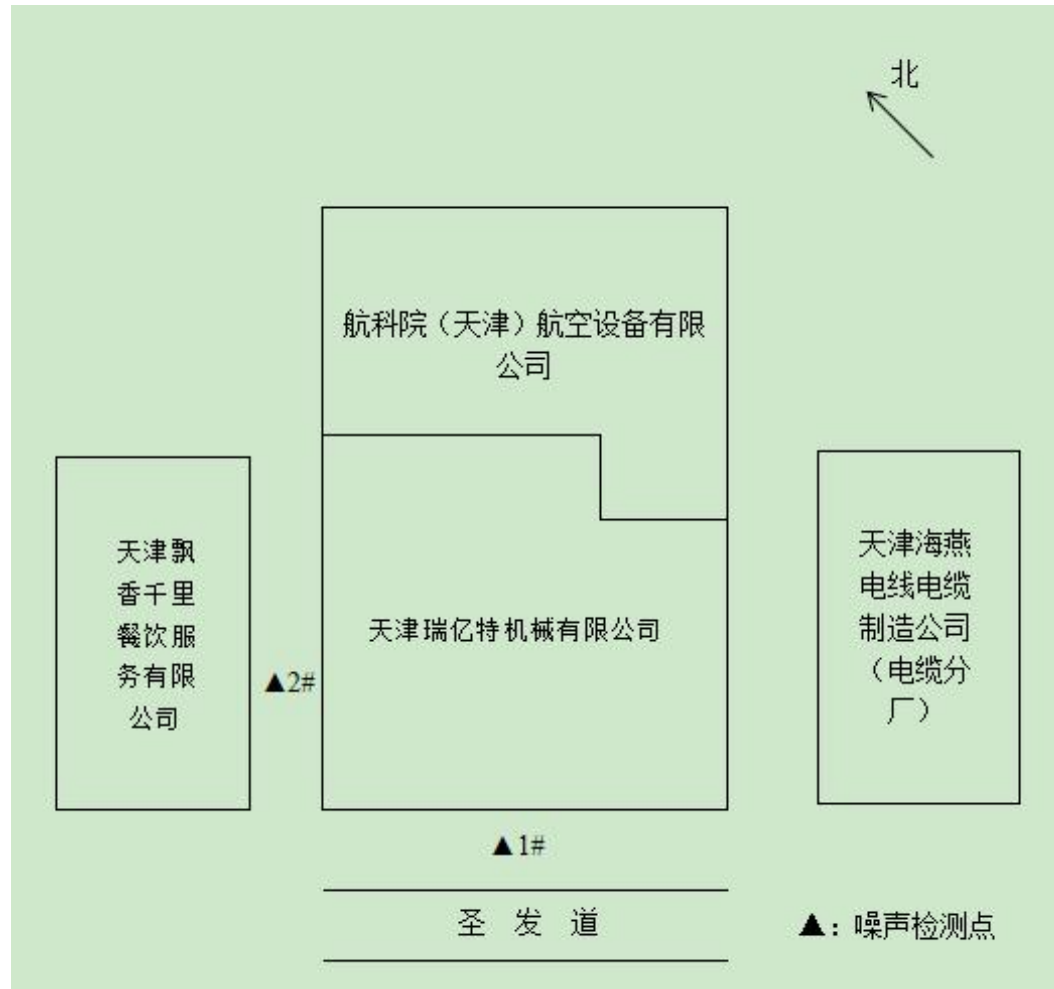 北
航科院（天津）航空设备有限
公司
天津飘
香千里
餐饮服
务有限
公司
▲2#
天津瑞亿特机械有限公司
天津海燕
电线电缆
制造公司
（电缆分
厂）
▲1#
圣发道
▲：噪声检测点